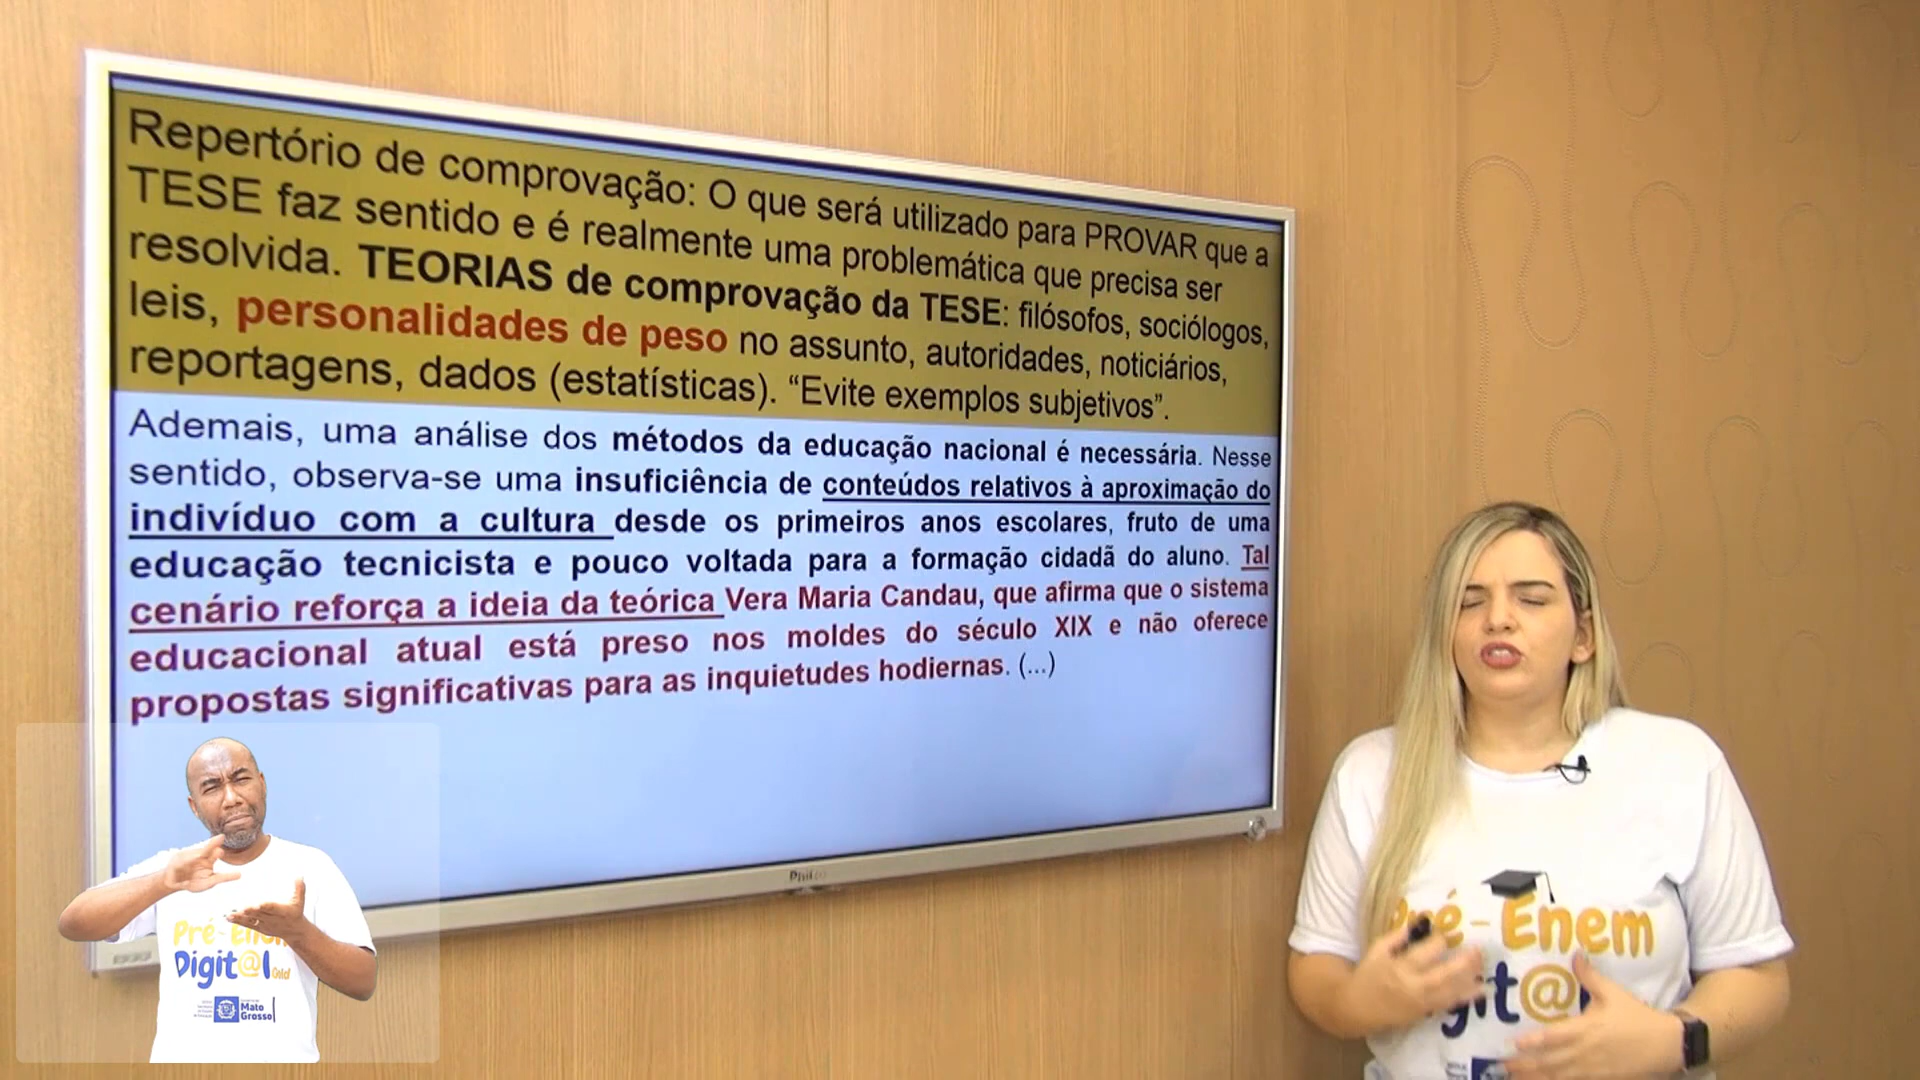 Repertório de comprovação: O que será utilizado para PROVAR que a
TESE faz sentido e é realmente uma problemática que precisa ser
resolvida. TEORIAS de comprovação da TESE: filósofos, sociólogos,
leis, personalidades de peso no assunto, autoridades, noticiários,
reportagens, dados (estatísticas). “Evite exemplos subjetivos”.
Ademais, uma análise dos métodos da educação nacional é necessária. Nesse
sentido, observa-se uma insuficiência de conteúdos relativos à aproximação do
indivíduo com a cultura desde os primeiros anos escolares, fruto de uma
educação tecnicista e pouco voltada para a formação cidadã do aluno. Tal
cenário reforça a ideia da teórica Vera Maria Candau, que afirma que o sistema
educacional atual está preso nos moldes do século XIX e não oferece
propostas significativas para as inquietudes hodiernas. (...)
Pré-Enem
Digit@l
Gold
Mato
Grosso
Pré-Enem